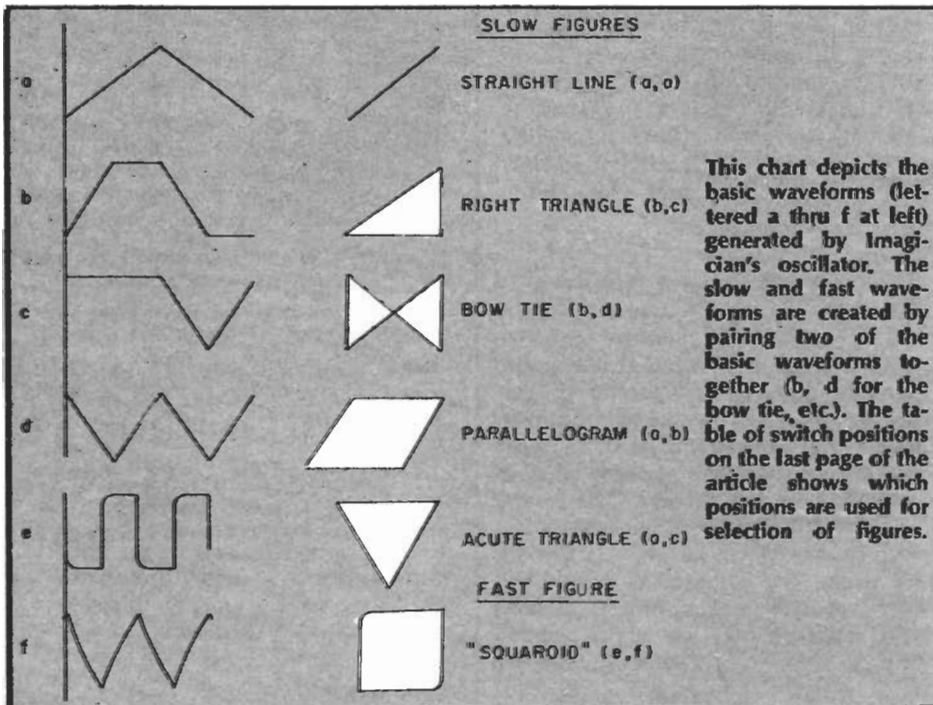 SLOW FIGURES
a
STRAIGHT LINE (a,a)
b
RIGHT TRIANGLE (b,c)
c
BOW TIE (b,d)
d
PARALLELOGRAM (a,b)
e
ACUTE TRIANGLE (a,c)
FAST FIGURE
f
"SQUAROID" (e,f)
This chart depicts the
basic waveforms (let-
tered a thru f at left)
generated by Imagi-
cian's oscillator. The
slow and fast wave-
forms are created by
pairing two of the
basic waveforms to-
gether (b, d for the
bow tie, etc.). The ta-
ble of switch positions
on the last page of the
article shows which
positions are used for
selection of figures.